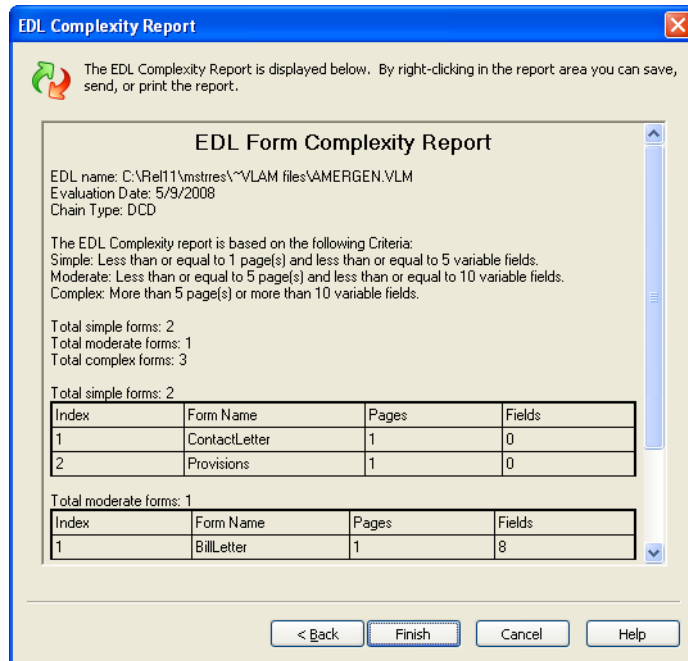 EDL Complexity Report
The EDL Complexity Report is displayed below. By right-clicking in the report area you can save,
send, or print the report.
EDL Form Complexity Report
EDL name: C:\Rel11\mstrres\~VLAM files\AMERGEN.VLM
Evaluation Date: 5/9/2008
Chain Type: DCD
The EDL Complexity report is based on the following Criteria:
Simple: Less than or equal to 1 page(s) and less than or equal to 5 variable fields.
Moderate: Less than or equal to 5 page(s) and less than or equal to 10 variable fields.
Complex: More than 5 page(s) or more than 10 variable fields.
Total simple forms: 2
Total moderate forms: 1
Total complex forms: 3
Total simple forms: 2
Index Form Name Pages Fields
1 ContactLetter 1 0
2 Provisions 1 0
Total moderate forms: 1
Index Form Name Pages Fields
1 BillLetter 1 8
< Back Finish Cancel Help